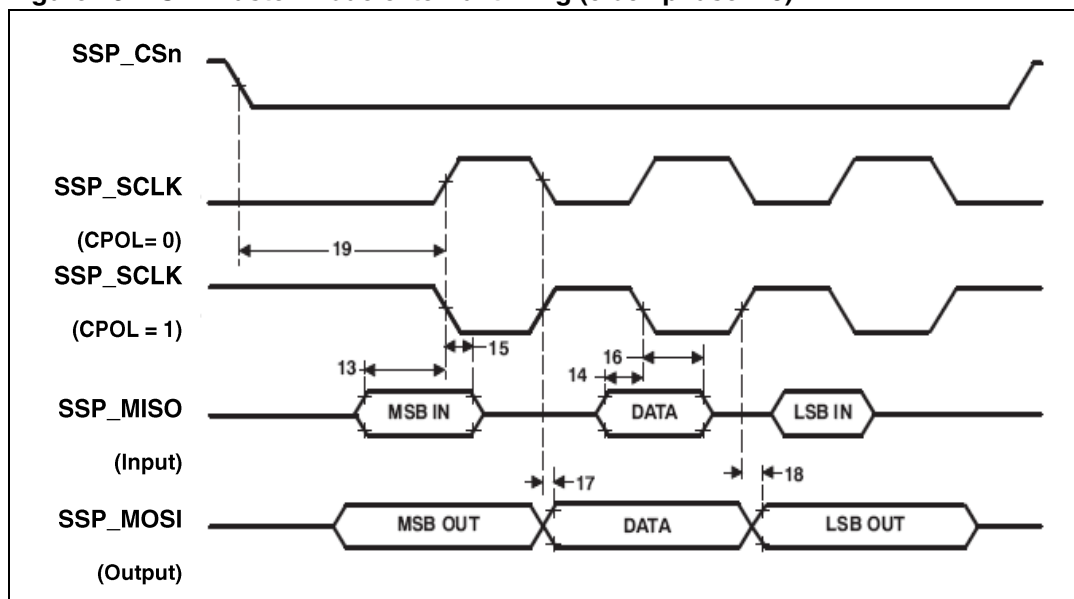 SSP_CSn
SSP_SCLK
(CPOL= 0)
19
SSP_SCLK
(CPOL = 1)
15
16
13
14
SSP_MISO
MSB IN
DATA
LSB IN
(Input)
17
18
SSP_MOSI
MSB OUT
DATA
LSB OUT
(Output)